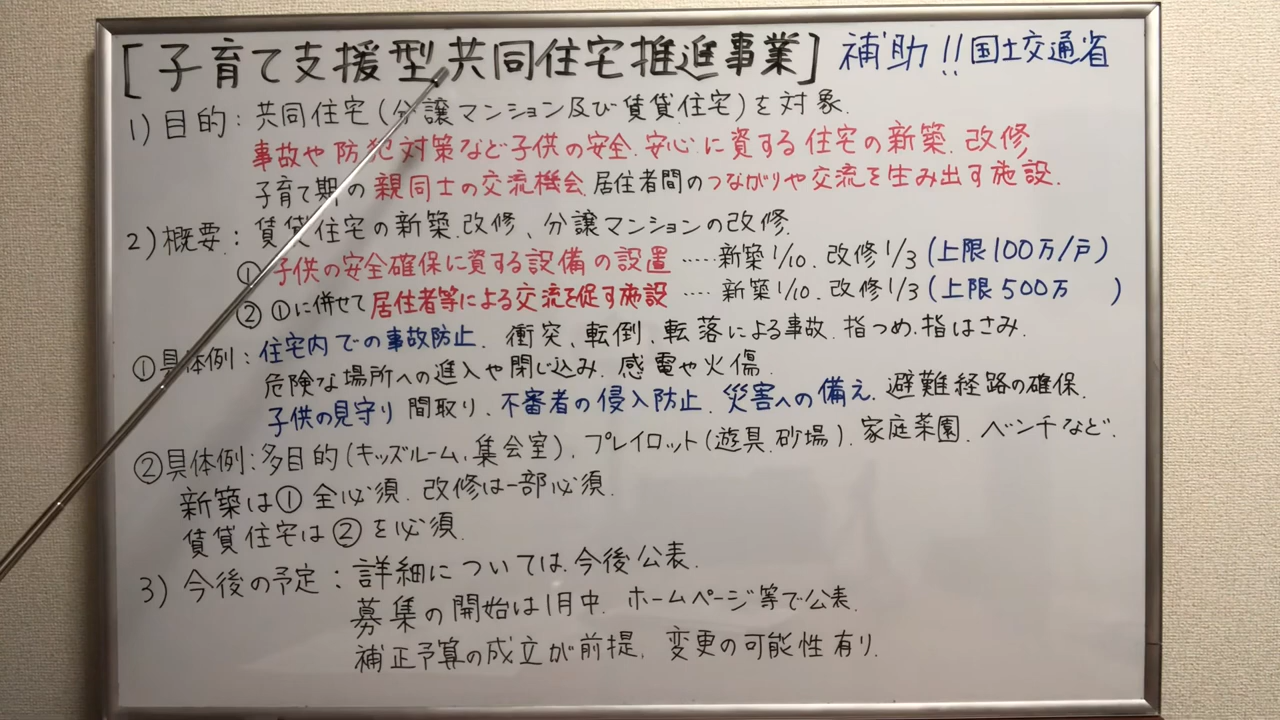 [子育て支援型共同住宅推進事業] 補助!! 国土交通省
1) 目的: 共同住宅(分譲マンション及び賃貸住宅)を対象.
事故や防犯対策など子供の安全.安心に資する住宅の新築.改修
子育て期の親同士の交流機会.居住者間のつながりや交流を生み出す施設.
2) 概要: 賃貸住宅の新築.改修、分譲マンションの改修.
① 子供の安全確保に資する設備の設置 ‥‥ 新築1/10. 改修1/3 (上限100万/戸)
② ①に併せて居住者等による交流を促す施設 ‥‥ 新築1/10. 改修1/3 (上限500万 )
①具体例: 住宅内での事故防止. 衝突、転倒、転落による事故. 指つめ.指はさみ.
危険な場所への進入や閉じ込み. 感電や火傷.
子供の見守り 間取り、不審者の侵入防止. 災害への備え. 避難経路の確保.
②具体例: 多目的(キッズルーム.集会室). プレイロット(遊具.砂場). 家庭菜園. ベンチなど.
新築は① 全必須. 改修は一部必須.
賃貸住宅は②を必須.
3) 今後の予定: 詳細については.今後公表.
募集の開始は1月中. ホームページ等で公表.
補正予算の成立が前提. 変更の可能性有り.